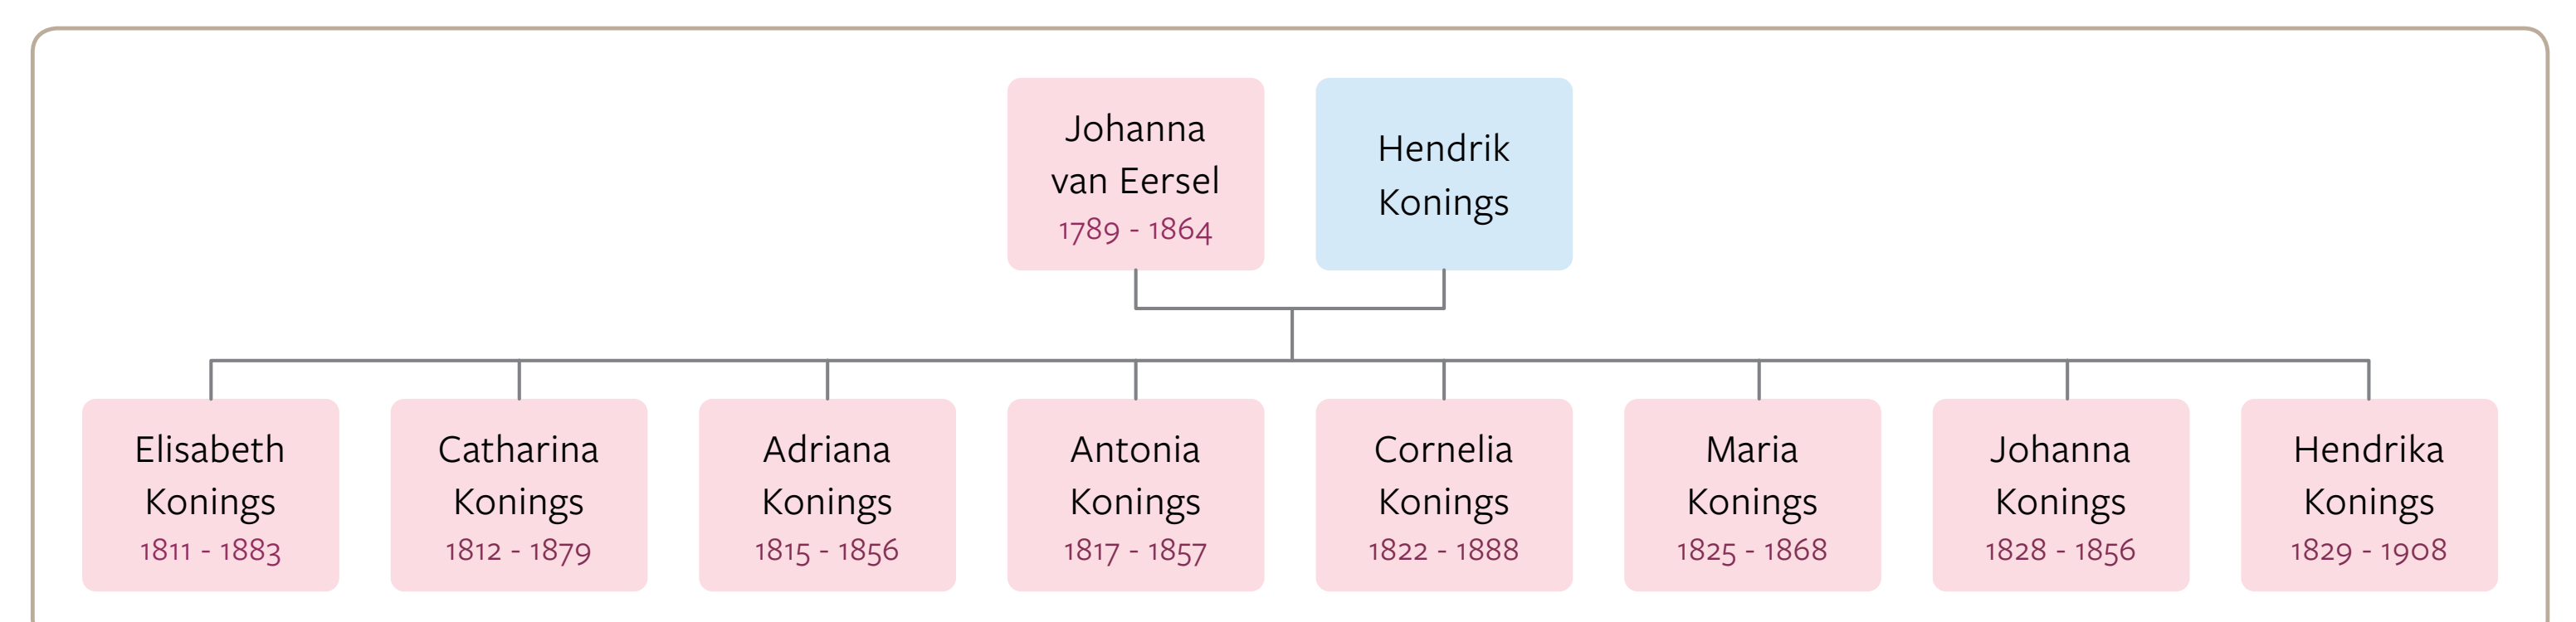 Johanna
van Eersel
1789 - 1864
Hendrik
Konings
Elisabeth
Konings
1811 - 1883
Catharina
Konings
1812 - 1879
Adriana
Konings
1815 - 1856
Antonia
Konings
1817 - 1857
Cornelia
Konings
1822 - 1888
Maria
Konings
1825 - 1868
Johanna
Konings
1828 - 1856
Hendrika
Konings
1829 - 1908